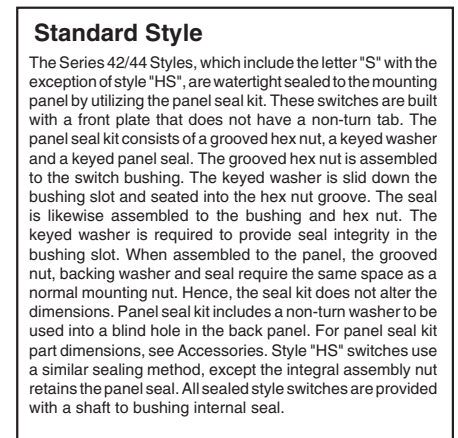 Standard Style
The Series 42/44 Styles, which include the letter "S" with the
exception of style "HS", are watertight sealed to the mounting
panel by utilizing the panel seal kit. These switches are built
with a front plate that does not have a non-turn tab. The
panel seal kit consists of a grooved hex nut, a keyed washer
and a keyed panel seal. The grooved hex nut is assembled
to the switch bushing. The keyed washer is slid down the
bushing slot and seated into the hex nut groove. The seal
is likewise assembled to the bushing and hex nut. The
keyed washer is required to provide seal integrity in the
bushing slot. When assembled to the panel, the grooved
nut, backing washer and seal require the same space as a
normal mounting nut. Hence, the seal kit does not alter the
dimensions. Panel seal kit includes a non-turn washer to be
used into a blind hole in the back panel. For panel seal kit
part dimensions, see Accessories. Style "HS" switches use
a similar sealing method, except the integral assembly nut
retains the panel seal. All sealed style switches are provided
with a shaft to bushing internal seal.